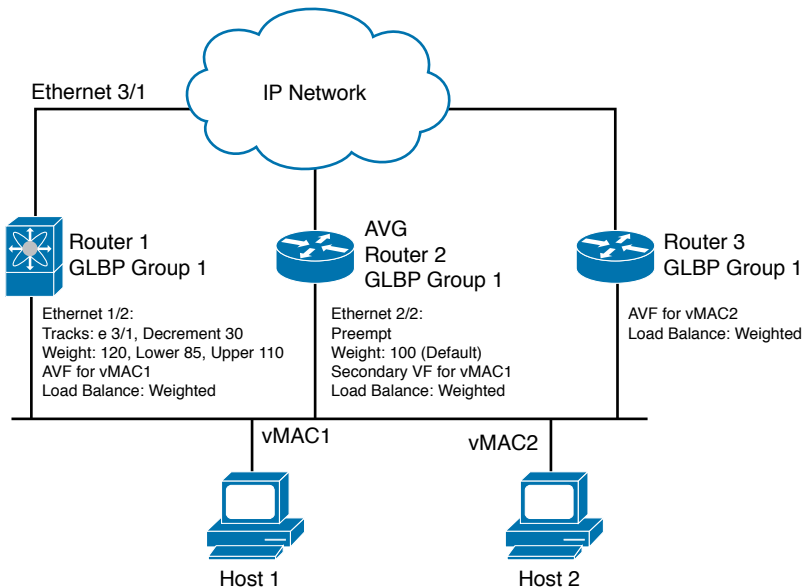 Ethernet 3/1
IP Network
Router 1
GLBP Group 1
AVG
Router 2
GLBP Group 1
Router 3
GLBP Group 1
Ethernet 1/2:
Tracks: e 3/1, Decrement 30
Weight: 120, Lower 85, Upper 110
AVF for vMAC1
Load Balance: Weighted
Ethernet 2/2:
Preempt
Weight: 100 (Default)
Secondary VF for vMAC1
Load Balance: Weighted
AVF for vMAC2
Load Balance: Weighted
vMAC1
vMAC2
Host 1
Host 2